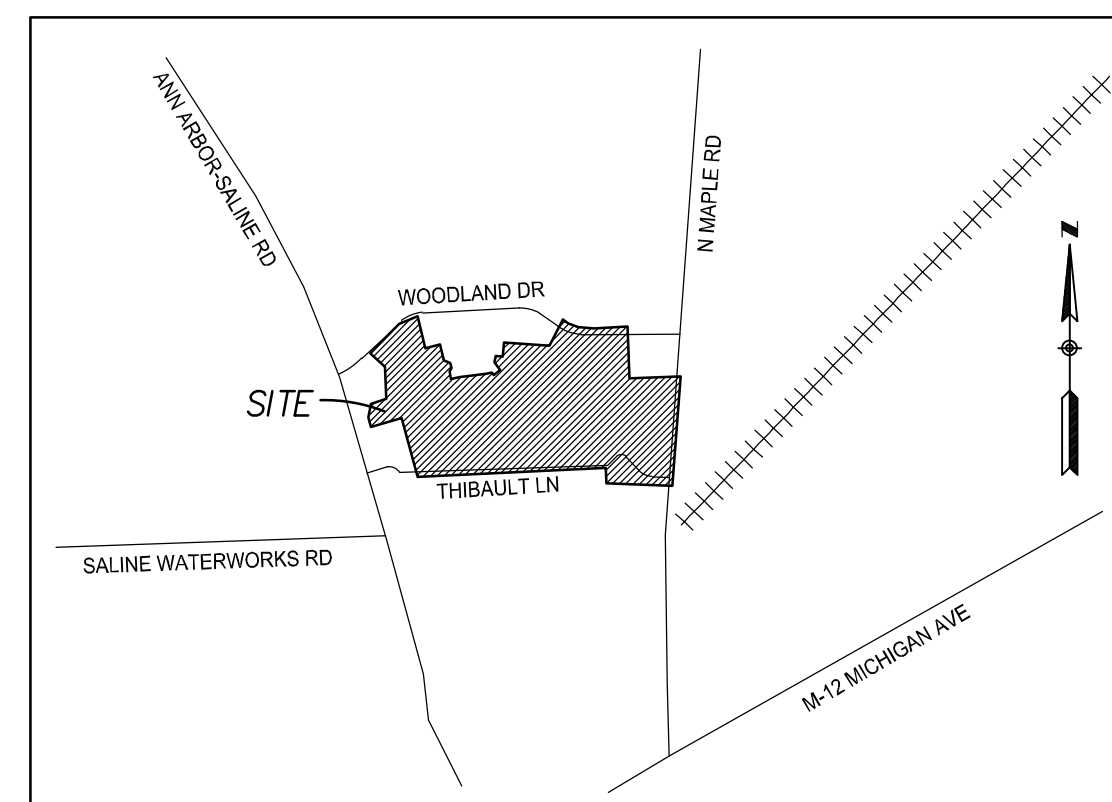 ANN ARBOR-SALINE RD
N MAPLE RD
N
WOODLAND DR
SITE
THIBAULT LN
SALINE WATERWORKS RD
M-12 MICHIGAN AVE